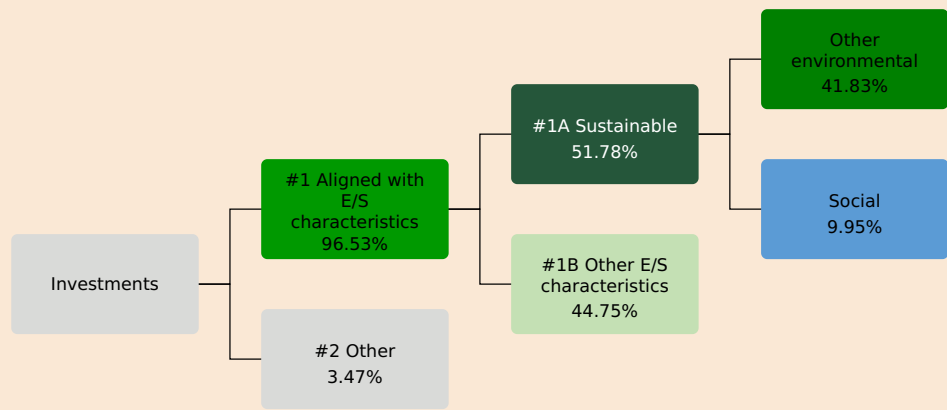 Investments
#1 Aligned with
E/S
characteristics
96.53%
#2 Other
3.47%
#1A Sustainable
51.78%
#1B Other E/S
characteristics
44.75%
Other
environmental
41.83%
Social
9.95%